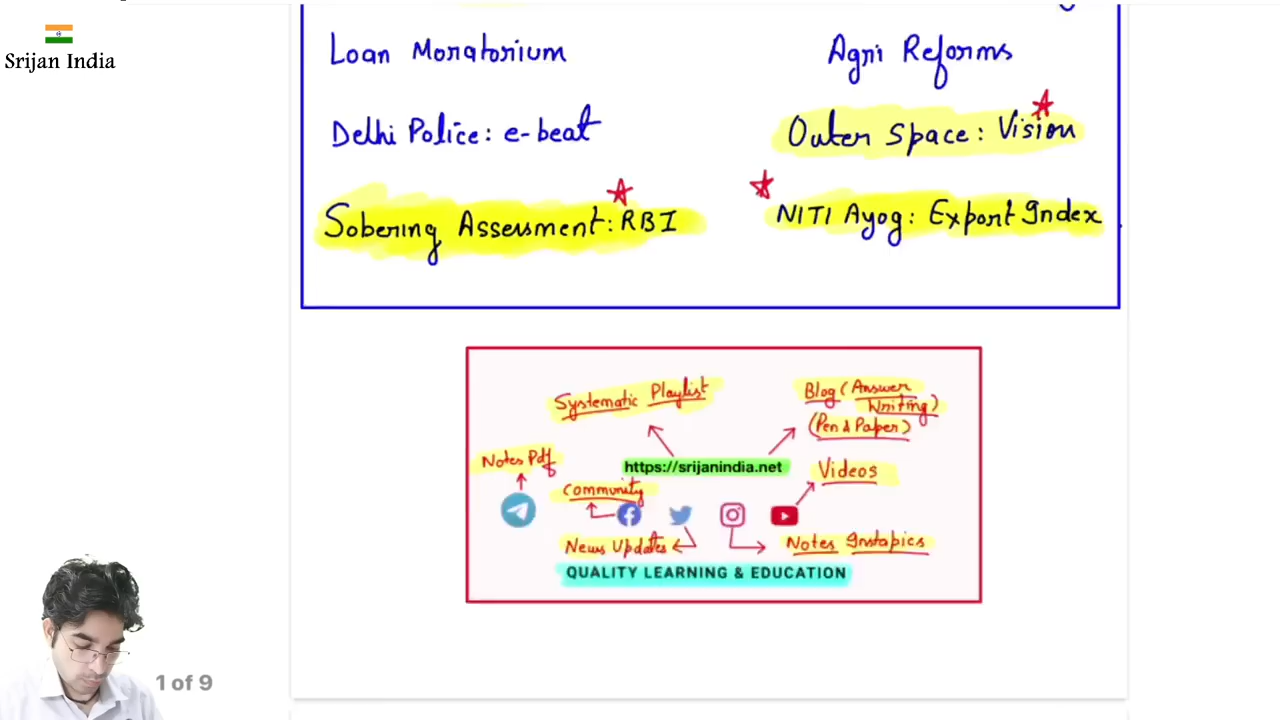 Srijan India
Loan Moratorium
Agri Reforms
Delhi Police: e-beat
Outer Space: Vision
Sobering Assessment: RBI
NITI Ayog: Export Index
Systematic Playlist
Blog (Answer
Writing)
(Pen & Paper)
Notes Pdf
https://srijanindia.net
Videos
Community
News Updates
Notes Instapics
QUALITY LEARNING & EDUCATION
1 of 9